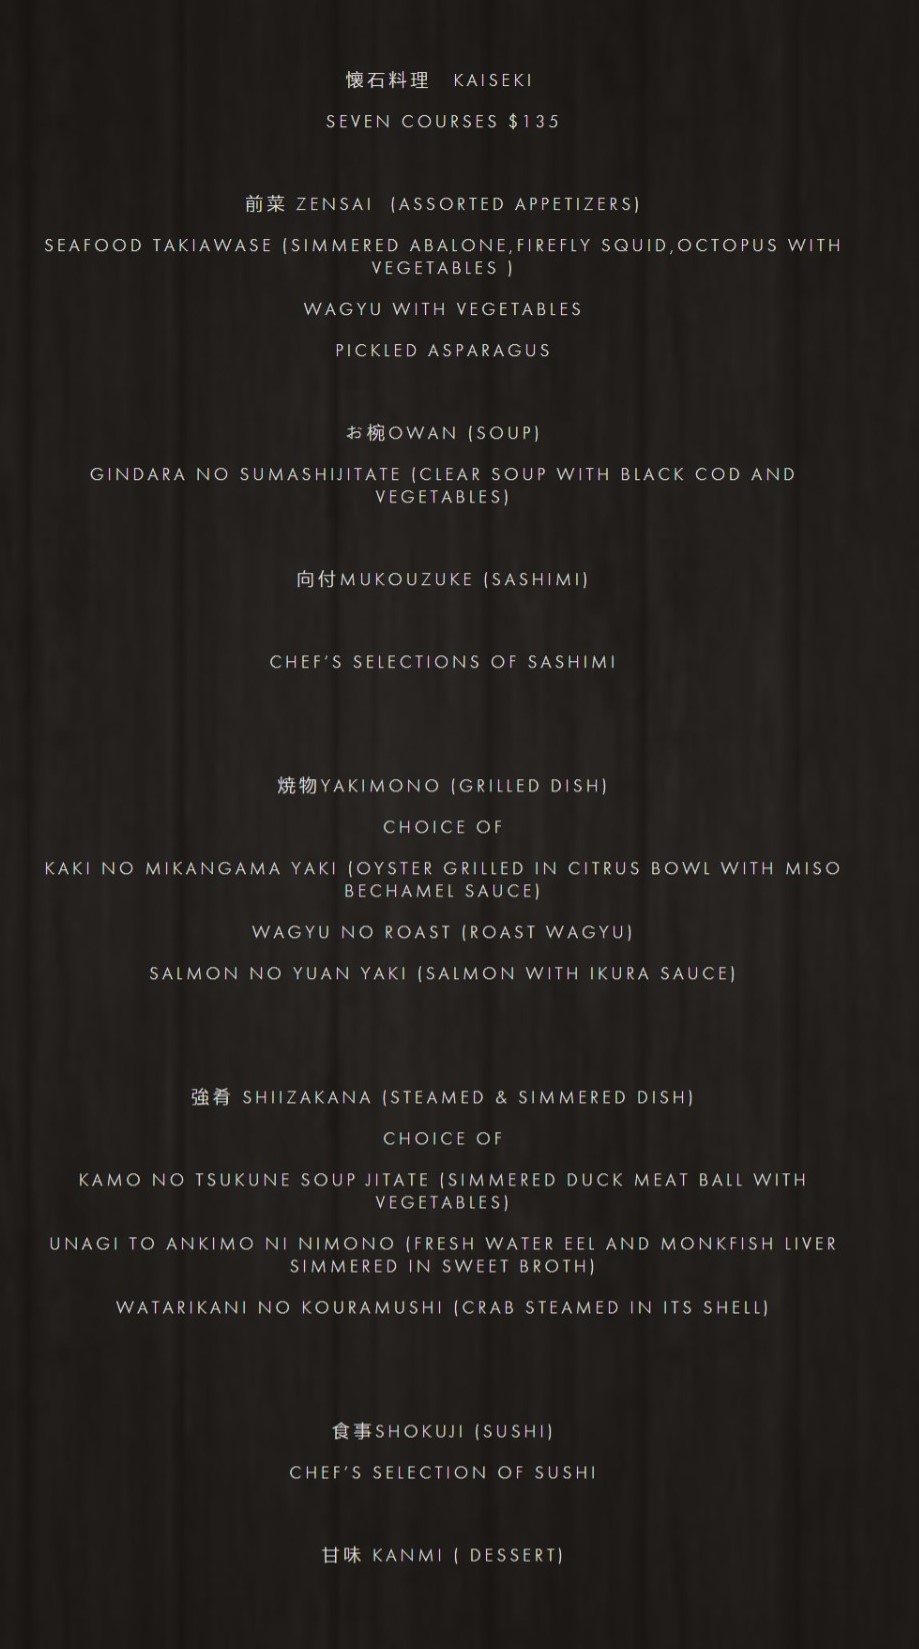 懐石料理　KAISEKI
SEVEN COURSES $135
前菜 ZENSAI  (ASSORTED APPETIZERS)
SEAFOOD TAKIAWASE (SIMMERED ABALONE,FIREFLY SQUID,OCTOPUS WITH
VEGETABLES )
WAGYU WITH VEGETABLES
PICKLED ASPARAGUS
お椀OWAN (SOUP)
GINDARA NO SUMASHIJITATE (CLEAR SOUP WITH BLACK COD AND
VEGETABLES)
向付MUKOUZUKE (SASHIMI)
CHEF'S SELECTIONS OF SASHIMI
焼物YAKIMONO (GRILLED DISH)
CHOICE OF
KAKI NO MIKANGAMA YAKI (OYSTER GRILLED IN CITRUS BOWL WITH MISO
BECHAMEL SAUCE)
WAGYU NO ROAST (ROAST WAGYU)
SALMON NO YUAN YAKI (SALMON WITH IKURA SAUCE)
強肴 SHIIZAKANA (STEAMED & SIMMERED DISH)
CHOICE OF
KAMO NO TSUKUNE SOUP JITATE (SIMMERED DUCK MEAT BALL WITH
VEGETABLES)
UNAGI TO ANKIMO NI NIMONO (FRESH WATER EEL AND MONKFISH LIVER
SIMMERED IN SWEET BROTH)
WATARIKANI NO KOURAMUSHI (CRAB STEAMED IN ITS SHELL)
食事SHOKUJI (SUSHI)
CHEF'S SELECTION OF SUSHI
甘味 KANMI ( DESSERT)